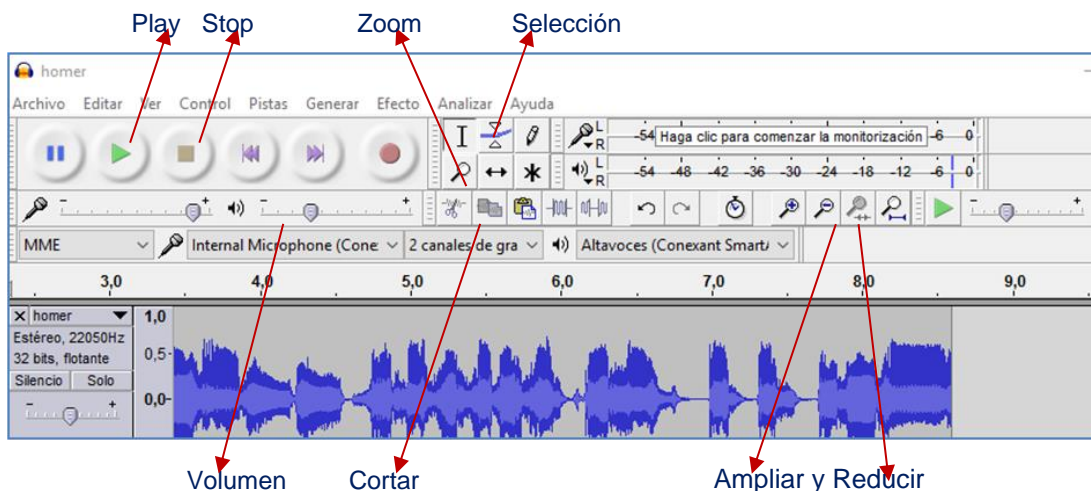 Play Stop Zoom Selección
homer
Archivo Editar Ver Control Pistas Generar Efecto Analizar Ayuda
L
R
-54 Haga clic para comenzar la monitorización -6 0
L
R
-54 -48 -42 -36 -30 -24 -18 -12 -6 0
- + - +
MME Internal Microphone (Cone: 2 canales de gra Altavoces (Conexant Smart/
3,0 4,0 5,0 6,0 7,0 8,0 9,0
X homer 1,0
Estéreo, 22050Hz
32 bits, flotante 0,5-
Silencio Solo
- + 0,0-
Volumen Cortar Ampliar y Reducir